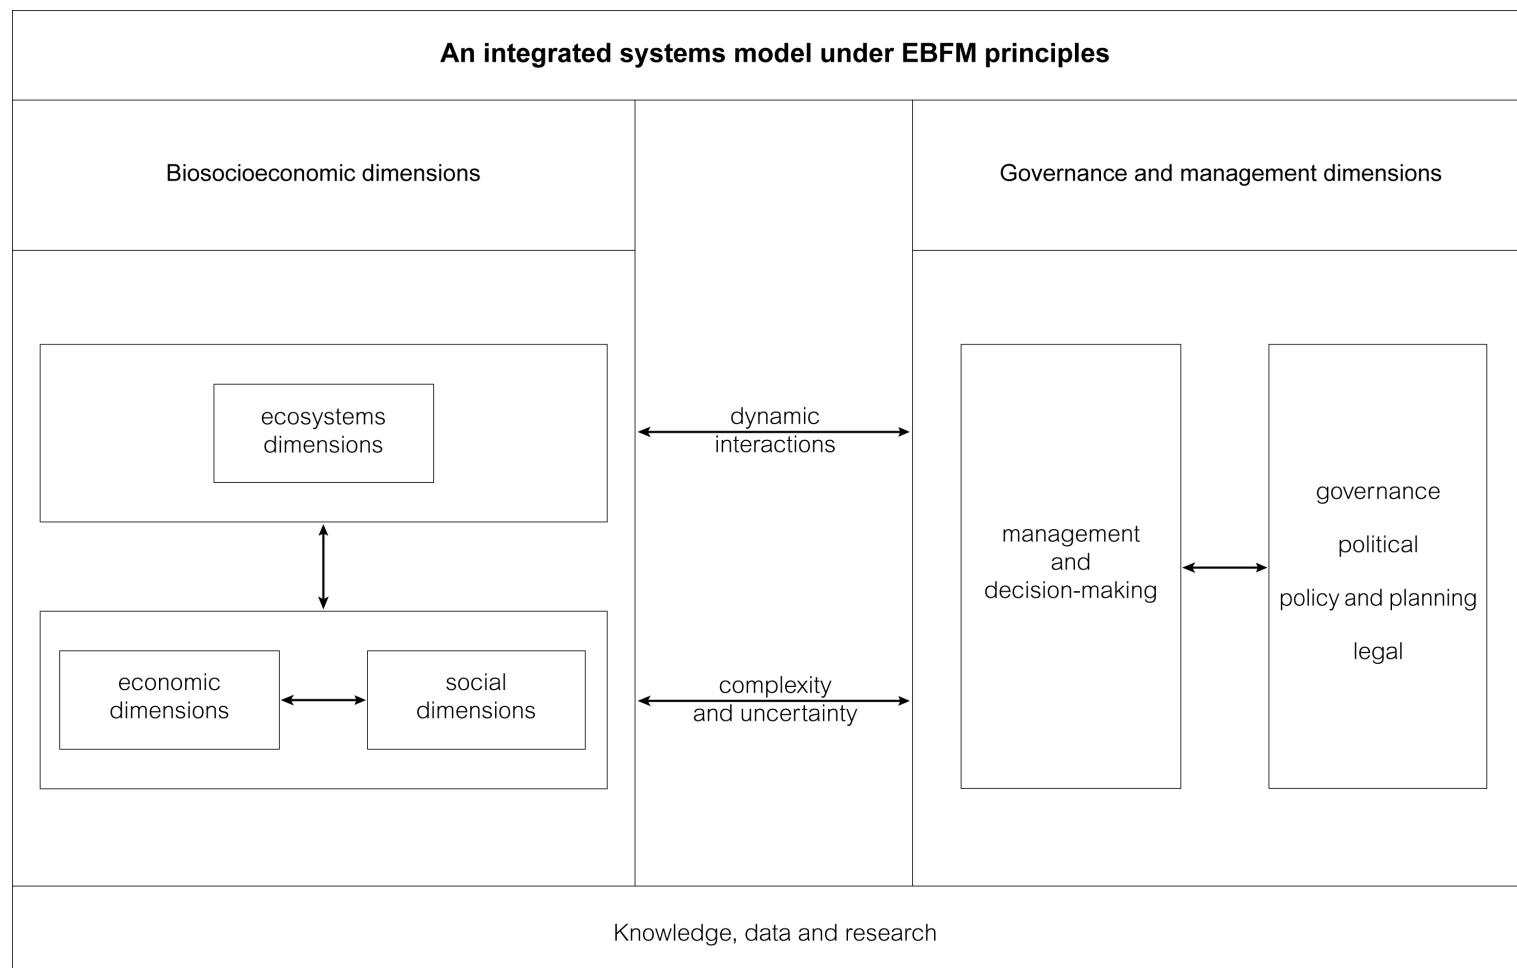 An integrated systems model under EBFM principles
Biosocioeconomic dimensions
Governance and management dimensions
ecosystems
dimensions
economic
dimensions
social
dimensions
dynamic
interactions
complexity
and uncertainty
management
and
decision-making
governance
political
policy and planning
legal
Knowledge, data and research